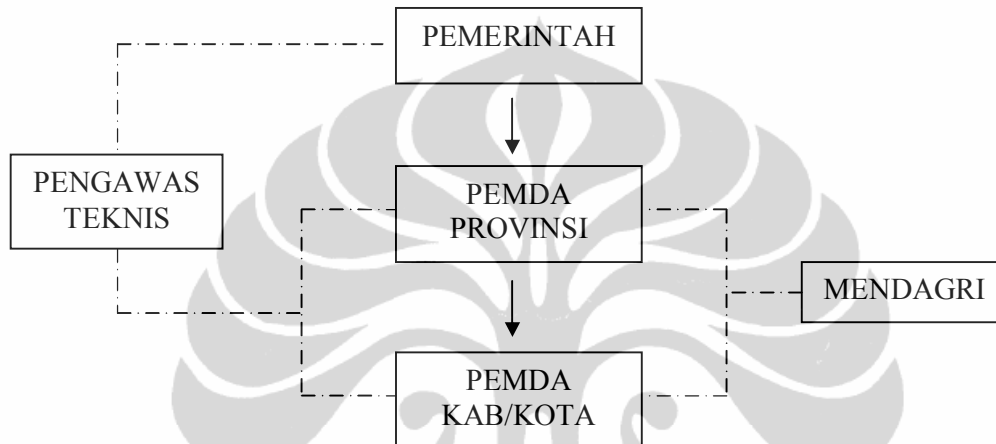 PEMERINTAH
PENGAWAS
TEKNIS
PEMDA
PROVINSI
MENDAGRI
PEMDA
KAB/KOTA